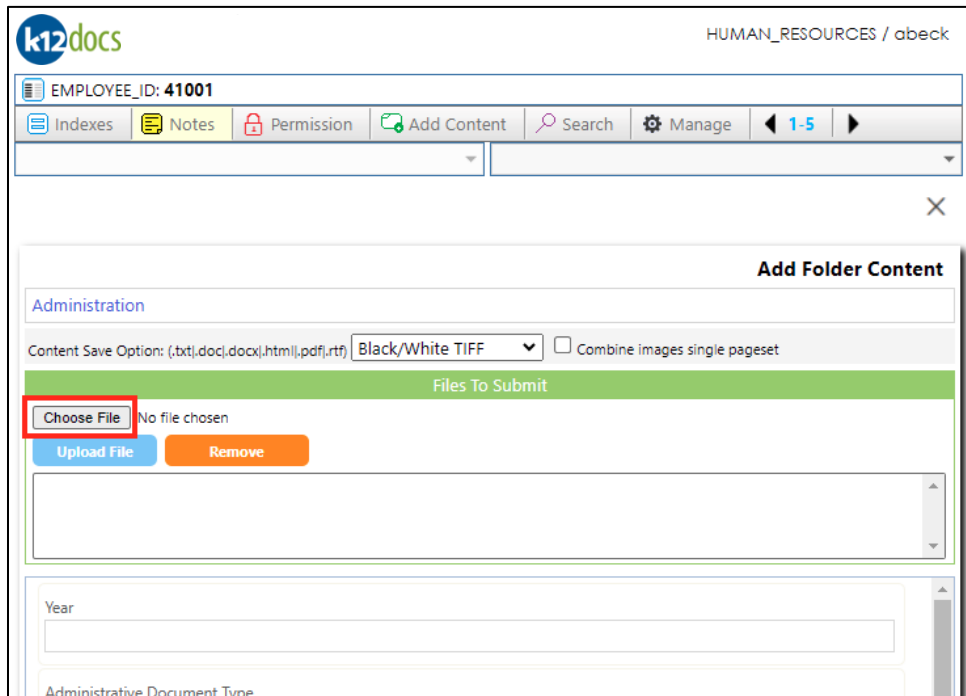 k12docs
HUMAN_RESOURCES / abeck
EMPLOYEE_ID: 41001
Indexes Notes Permission Add Content Search Manage 1-5
Add Folder Content
Administration
Content Save Option: (.txt|.doc|.docx|.html|.pdf|.rtf) Black/White TIFF Combine images single pageset
Files To Submit
Choose File No file chosen
Upload File Remove
Year
Administrative Document Type